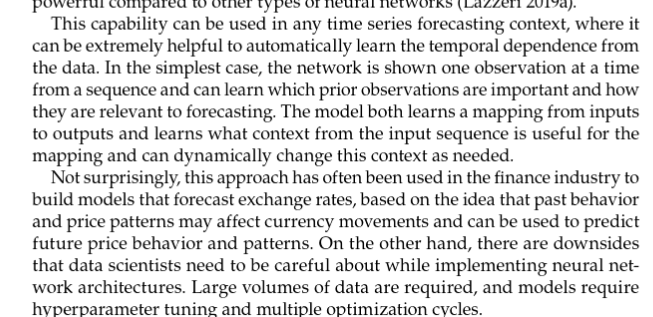 powerful compared to other types of neural networks (Lazzeri 2019a).
This capability can be used in any time series forecasting context, where it
can be extremely helpful to automatically learn the temporal dependence from
the data. In the simplest case, the network is shown one observation at a time
from a sequence and can learn which prior observations are important and how
they are relevant to forecasting. The model both learns a mapping from inputs
to outputs and learns what context from the input sequence is useful for the
mapping and can dynamically change this context as needed.
Not surprisingly, this approach has often been used in the finance industry to
build models that forecast exchange rates, based on the idea that past behavior
and price patterns may affect currency movements and can be used to predict
future price behavior and patterns. On the other hand, there are downsides
that data scientists need to be careful about while implementing neural net-
work architectures. Large volumes of data are required, and models require
hyperparameter tuning and multiple optimization cycles.